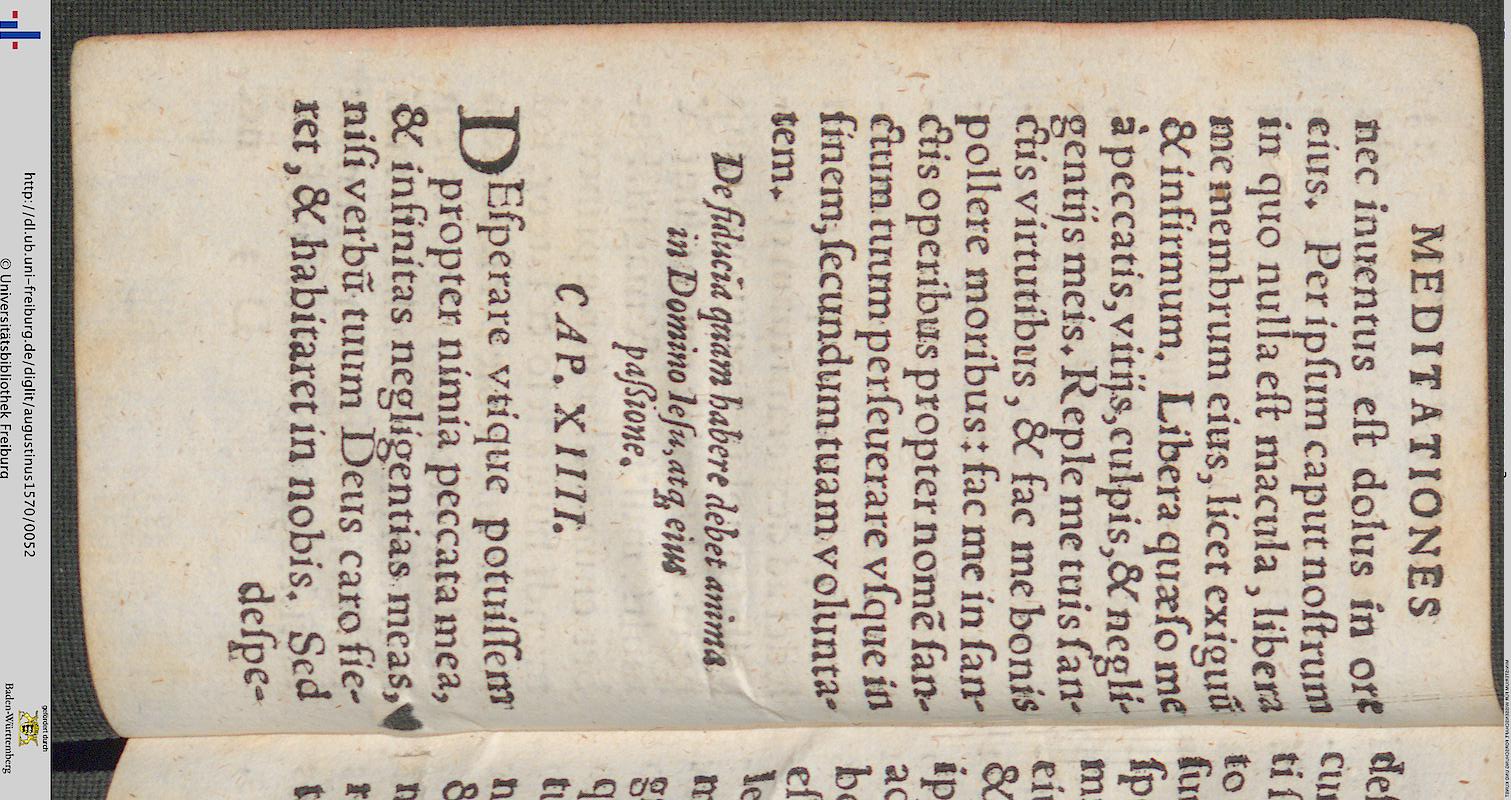 MEDITATIONES
nec inuentus eſt dolus in ore
eius. Per ipſum caput noſtrum
in quo nulla eſt macula, libera
me membrum eius, licet exiguũ
& infirmum. Libera quæſo me
à peccatis, vitijs, culpis, & negli-
gentijs meis. Reple me tuis ſan-
ctis virtutibus, & fac me bonis
pollere moribus: fac me in ſan-
ctis operibus propter nomẽ ſan-
ctum tuum perſeuerare vſque in
finem, ſecundum tuam volunta-
tem.
De fiducia quam habere debet anima
in Domino Ieſu, atq; eius
paſſione.
CAP. XIIII.
DEſperare vtique potuiſſem
propter nimia peccata mea,
& infinitas negligentias meas,
niſi verbũ tuum Deus caro fie-
ret, & habitaret in nobis. Sed
deſpe-
http://dl.ub.uni-freiburg.de/diglit/augustinus1570/0052
© Universitätsbibliothek Freiburg
gefördert durch
Baden-Württemberg